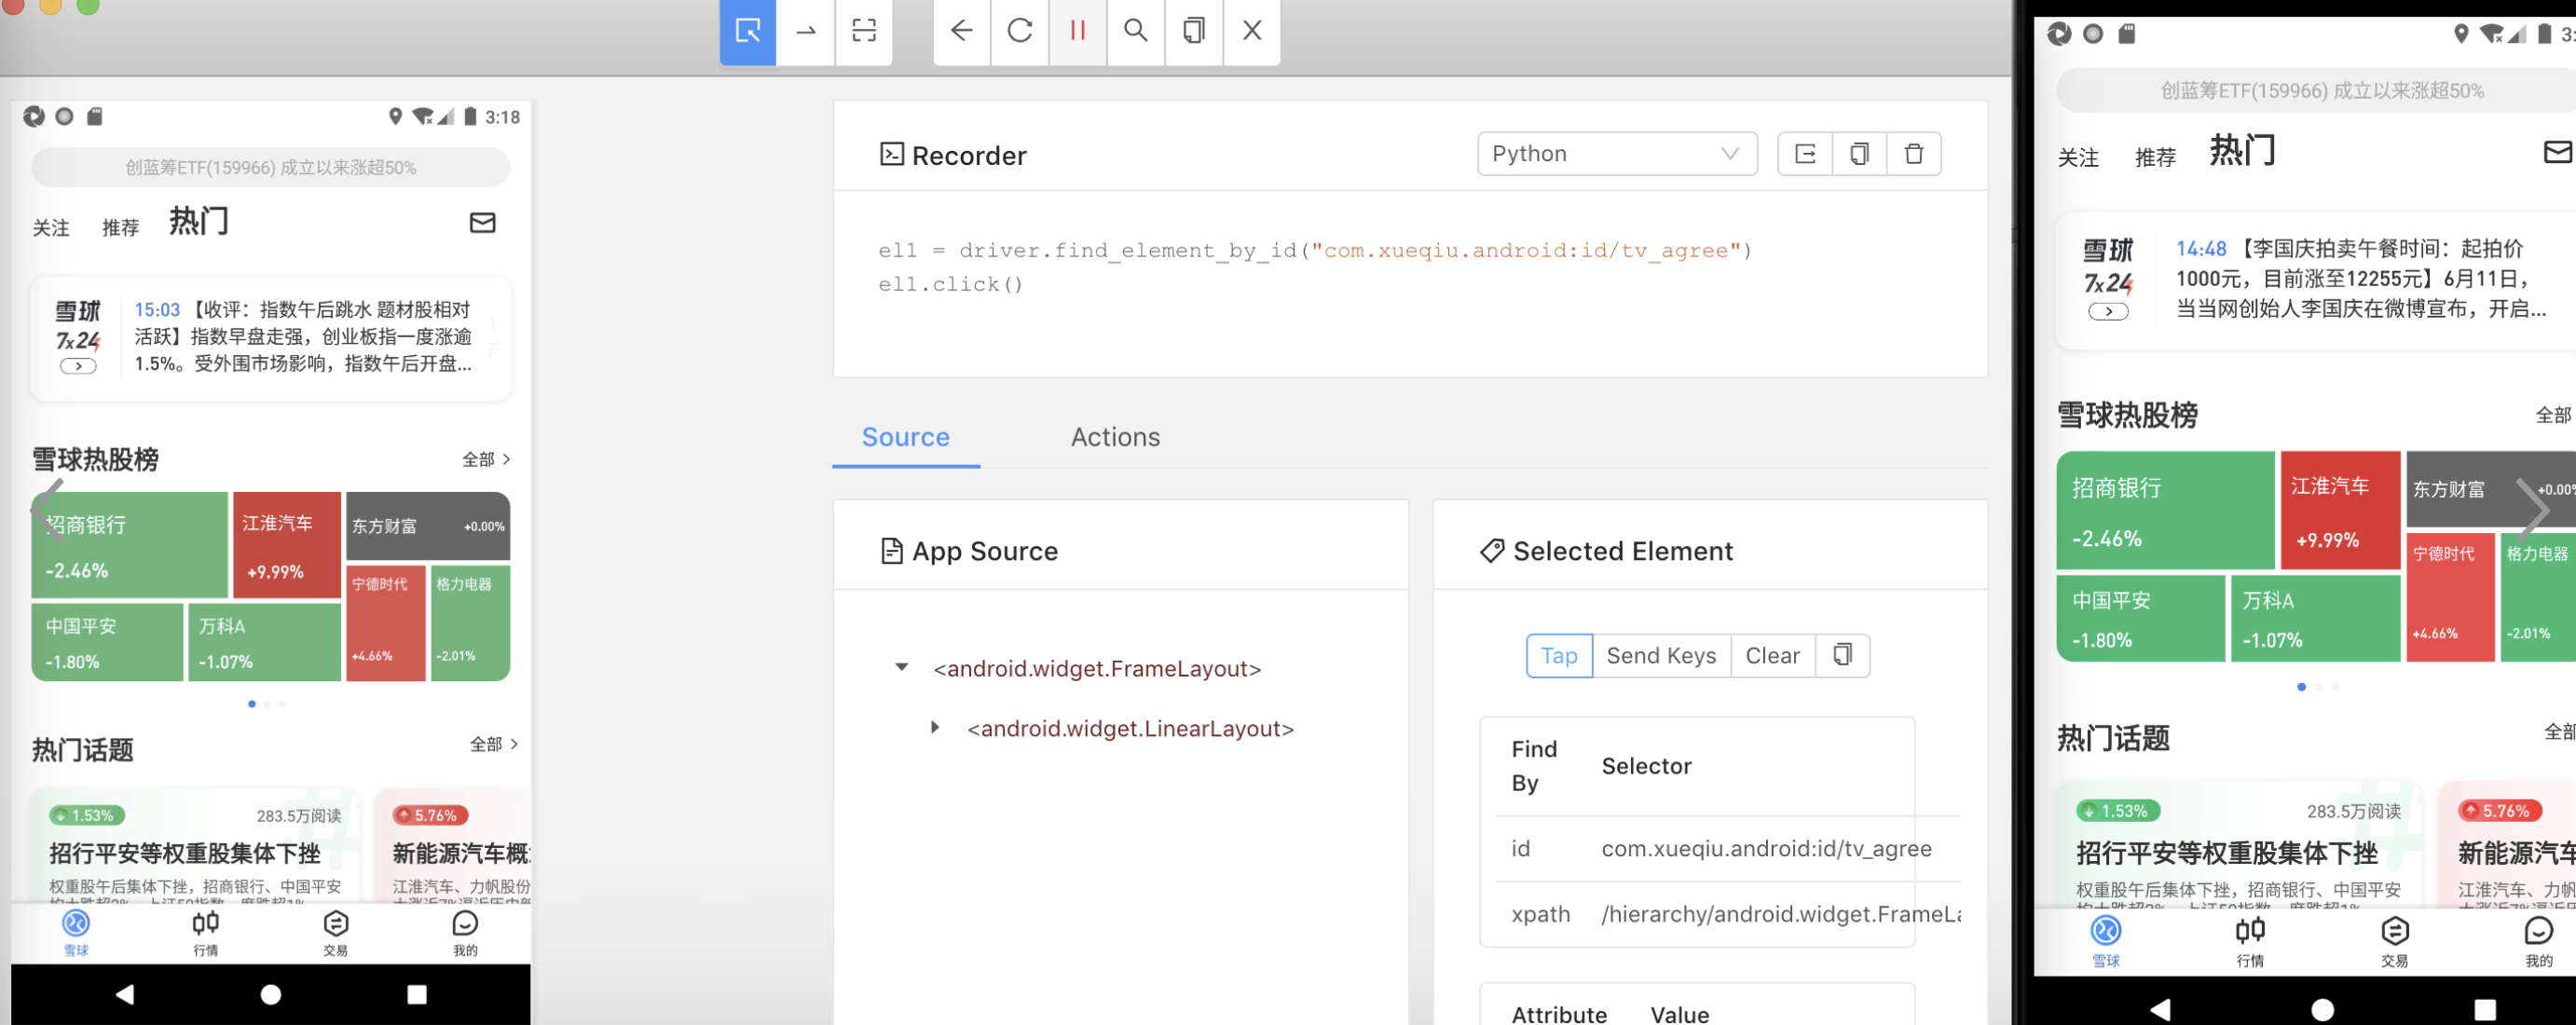 3:18
创蓝筹ETF(159966) 成立以来涨超50%
关注 推荐 热门
雪球
7x24
15:03 【收评：指数午后跳水 题材股相对
活跃】指数早盘走强，创业板指一度涨逾
1.5%。受外围市场影响，指数午后开盘...
雪球热股榜
全部
招商银行
-2.46%
江淮汽车
+9.99%
东方财富
+0.00%
宁德时代
+4.66%
格力电器
-2.01%
中国平安
-1.80%
万科A
-1.07%
热门话题
全部
1.53%
283.5万阅读
招行平安等权重股集体下挫
权重股午后集体下挫，招商银行、中国平安
5.76%
新能源汽车概
江淮汽车、力帆股份
雪球
行情
交易
我的
Recorder
Python
el1 = driver.find_element_by_id("com.xueqiu.android:id/tv_agree")
el1.click()
Source
Actions
App Source
<android.widget.FrameLayout>
<android.widget.LinearLayout>
Selected Element
Tap
Send Keys
Clear
Find
By
Selector
id com.xueqiu.android:id/tv_agree
xpath /hierarchy/android.widget.FrameLa
Attribute Value
3:
创蓝筹ETF(159966) 成立以来涨超50%
关注 推荐 热门
雪球
7x24
14:48 【李国庆拍卖午餐时间：起拍价
1000元，目前涨至12255元】6月11日，
当当网创始人李国庆在微博宣布，开启...
雪球热股榜
全部
招商银行
-2.46%
江淮汽车
+9.99%
东方财富
+0.00%
宁德时代
+4.66%
格力电器
-2.01%
中国平安
-1.80%
万科A
-1.07%
热门话题
全部
1.53%
283.5万阅读
招行平安等权重股集体下挫
权重股午后集体下挫，招商银行、中国平安
5.76%
新能源汽车
江淮汽车、力帆
雪球
行情
交易
我的